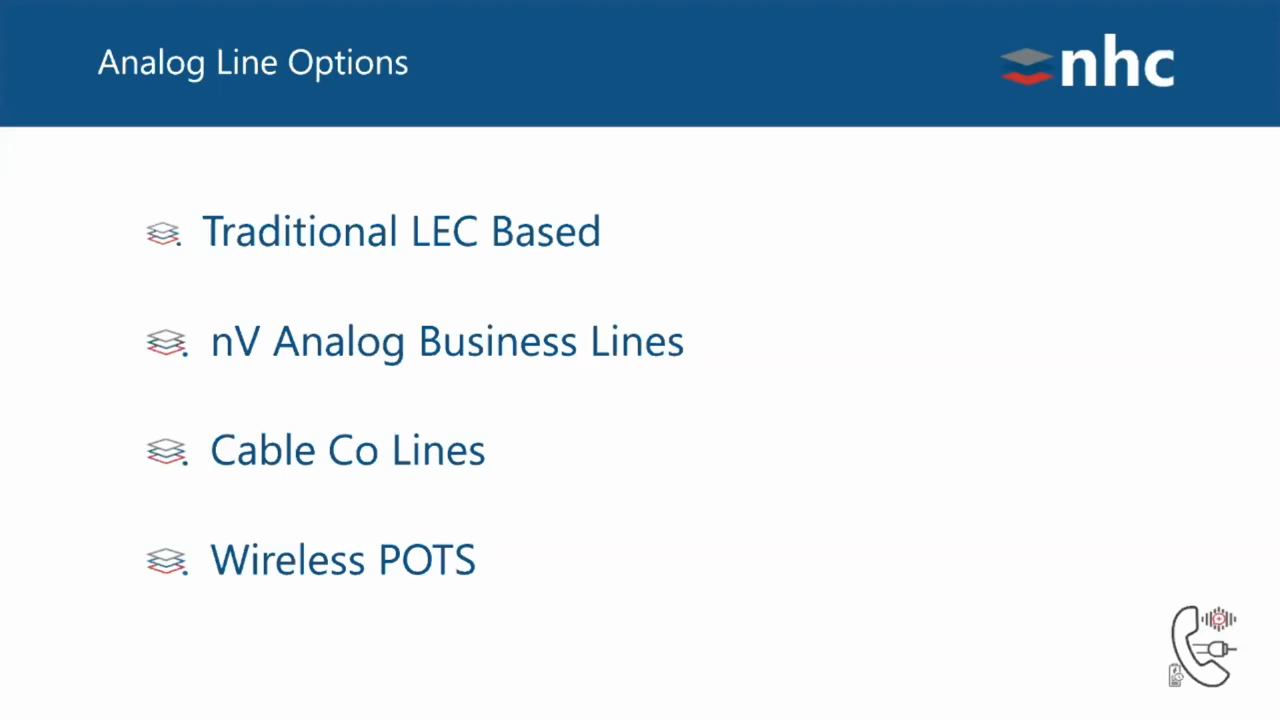 Analog Line Options
nhc
Traditional LEC Based
nV Analog Business Lines
Cable Co Lines
Wireless POTS